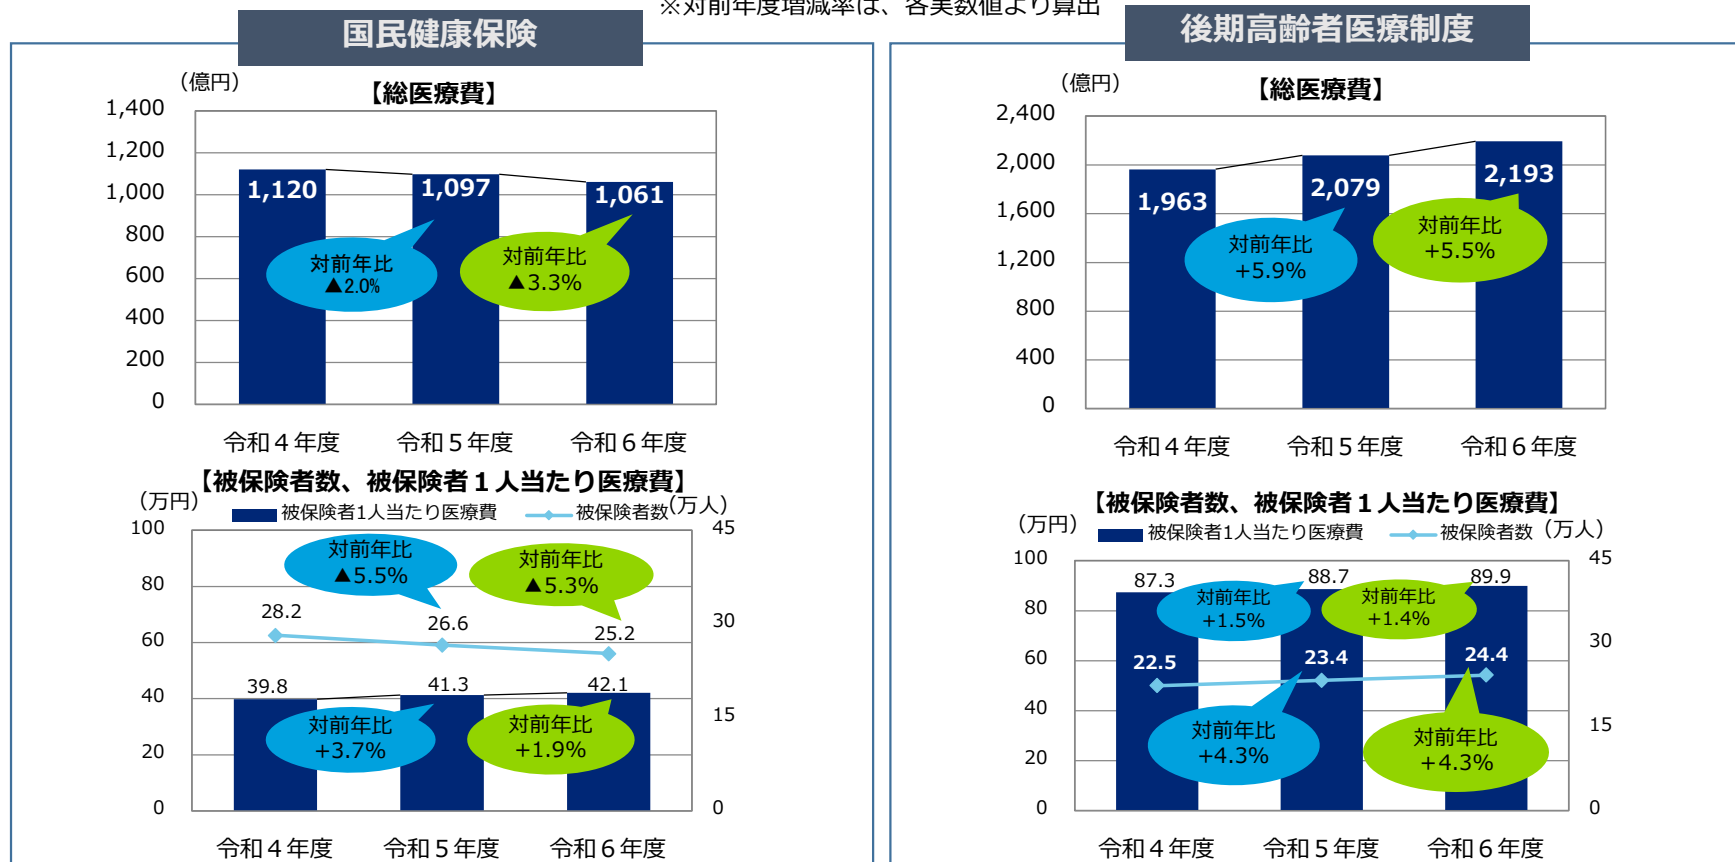 ※対前年度増減率は、各実数値より算出
国民健康保険
（億円）
【総医療費】
1,400
1,200
1,000
800
600
400
200
0
1,120
1,097
1,061
対前年比
▲2.0%
対前年比
▲3.3%
令和４年度
令和５年度
令和６年度
【被保険者数、被保険者１人当たり医療費】
（万円）
（万人）
被保険者1人当たり医療費
被保険者数
100
80
60
40
20
0
45
30
15
0
対前年比
▲5.5%
対前年比
▲5.3%
28.2
26.6
25.2
39.8
41.3
42.1
対前年比
+3.7%
対前年比
+1.9%
令和４年度
令和５年度
令和６年度
後期高齢者医療制度
（億円）
【総医療費】
2,400
2,000
1,600
1,200
800
400
0
1,963
2,079
2,193
対前年比
+5.9%
対前年比
+5.5%
令和４年度
令和５年度
令和６年度
【被保険者数、被保険者１人当たり医療費】
（万円）
被保険者1人当たり医療費
被保険者数
（万人）
100
80
60
40
20
0
45
30
15
0
87.3
88.7
89.9
対前年比
+1.5%
対前年比
+1.4%
22.5
23.4
24.4
対前年比
+4.3%
対前年比
+4.3%
令和４年度
令和５年度
令和６年度